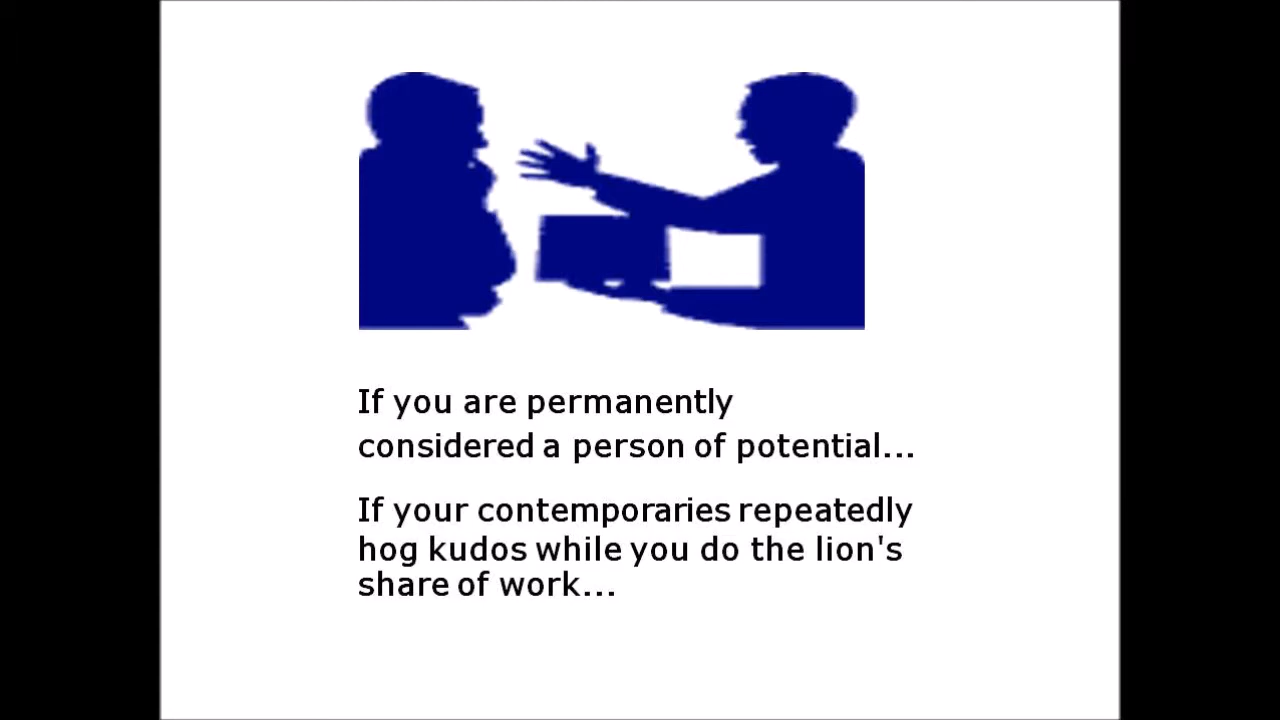 If you are permanently
considered a person of potential...
If your contemporaries repeatedly
hog kudos while you do the lion's
share of work...